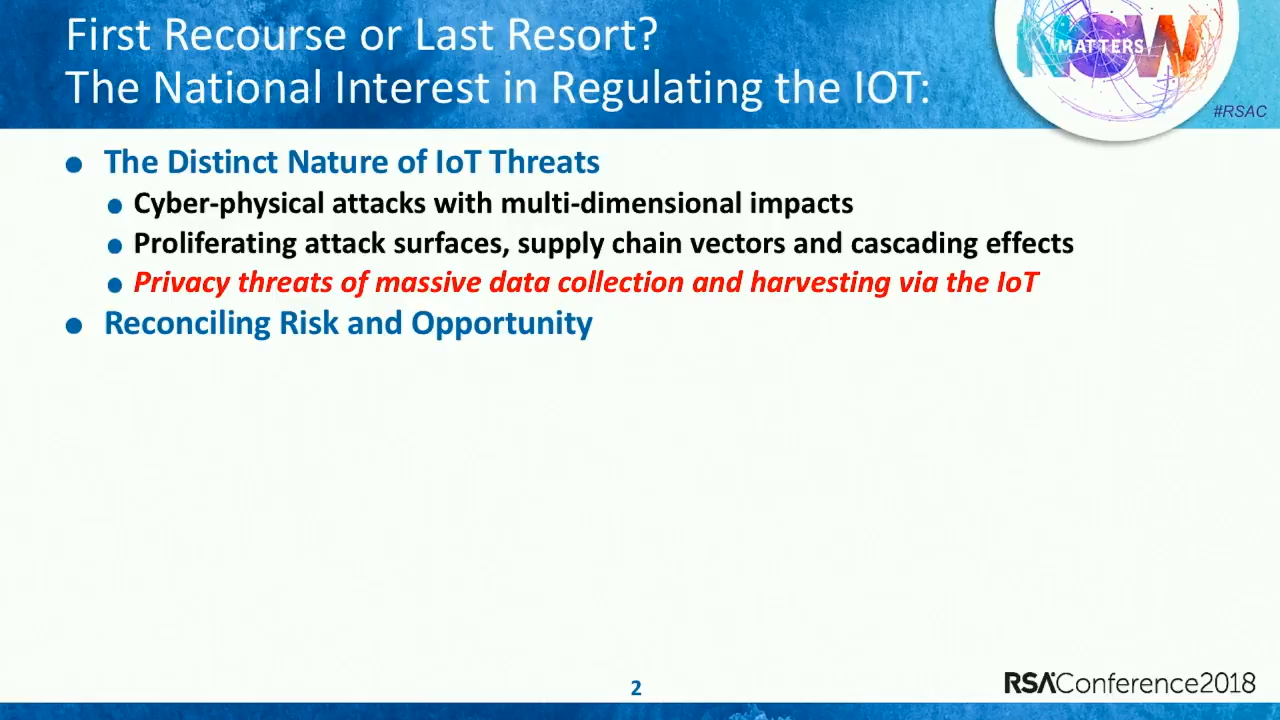 First Recourse or Last Resort?
The National Interest in Regulating the IOT:
NOW
MATTERS
#RSAC
The Distinct Nature of IoT Threats
Cyber-physical attacks with multi-dimensional impacts
Proliferating attack surfaces, supply chain vectors and cascading effects
Privacy threats of massive data collection and harvesting via the IoT
Reconciling Risk and Opportunity
2
RSAConference2018